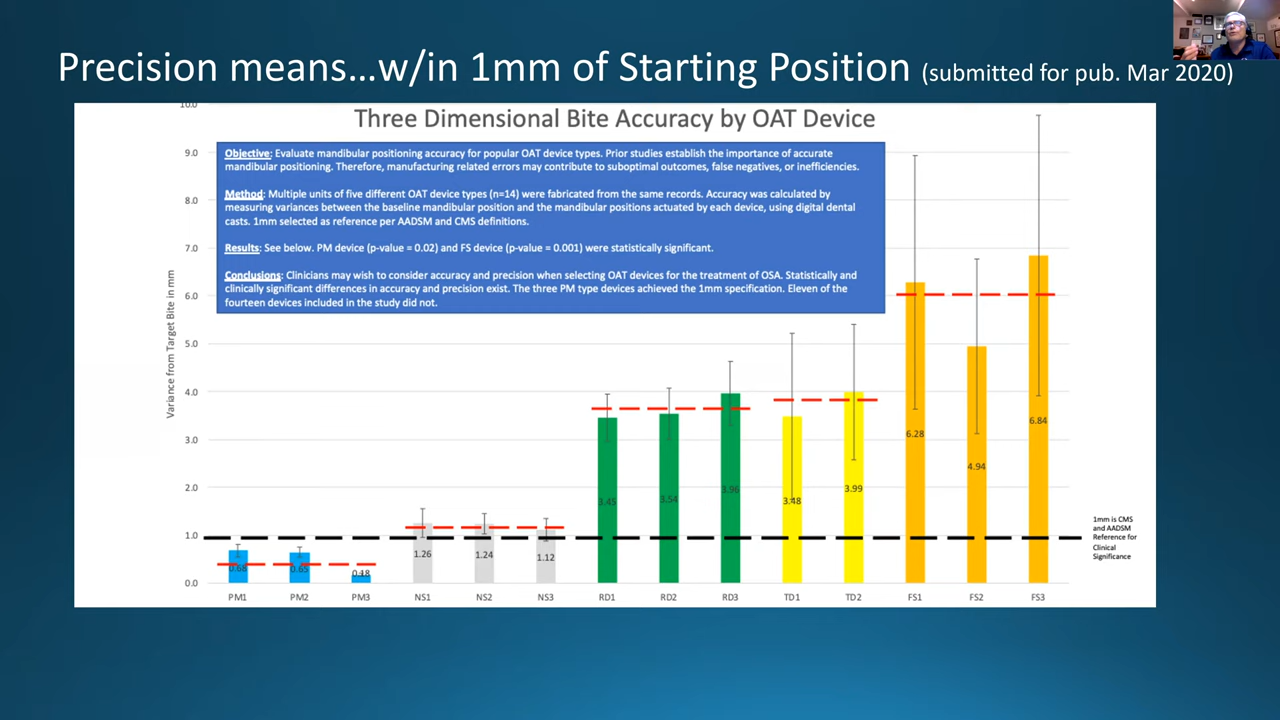 Precision means...w/in 1mm of Starting Position (submitted for pub. Mar 2020)
Three Dimensional Bite Accuracy by OAT Device
Objective: Evaluate mandibular positioning accuracy for popular OAT device types. Prior studies establish the importance of accurate
mandibular positioning. Therefore, manufacturing related errors may contribute to suboptimal outcomes, false negatives, or inefficiencies.
Method: Multiple units of five different OAT device types (n=14) were fabricated from the same records. Accuracy was calculated by
measuring variances between the baseline mandibular position and the mandibular positions actuated by each device, using digital dental
casts. 1mm selected as reference per AADSM and CMS definitions.
Results: See below. PM device (p-value = 0.02) and FS device (p-value = 0.001) were statistically significant.
Conclusions: Clinicians may wish to consider accuracy and precision when selecting OAT devices for the treatment of OSA. Statistically and
clinically significant differences in accuracy and precision exist. The three PM type devices achieved the 1mm specification. Eleven of the
fourteen devices included in the study did not.
Variance from Target Bite in mm
10.0
9.0
8.0
7.0
6.0
5.0
4.0
3.0
2.0
1.0
0.0
0.68
0.65
0.18
1.26
1.24
1.12
3.45
3.54
3.96
3.48
3.99
6.28
4.94
6.84
1mm is CMS
and AADSM
Reference for
Clinical
Significance
PM1 PM2 PM3 NS1 NS2 NS3 RD1 RD2 RD3 TD1 TD2 FS1 FS2 FS3